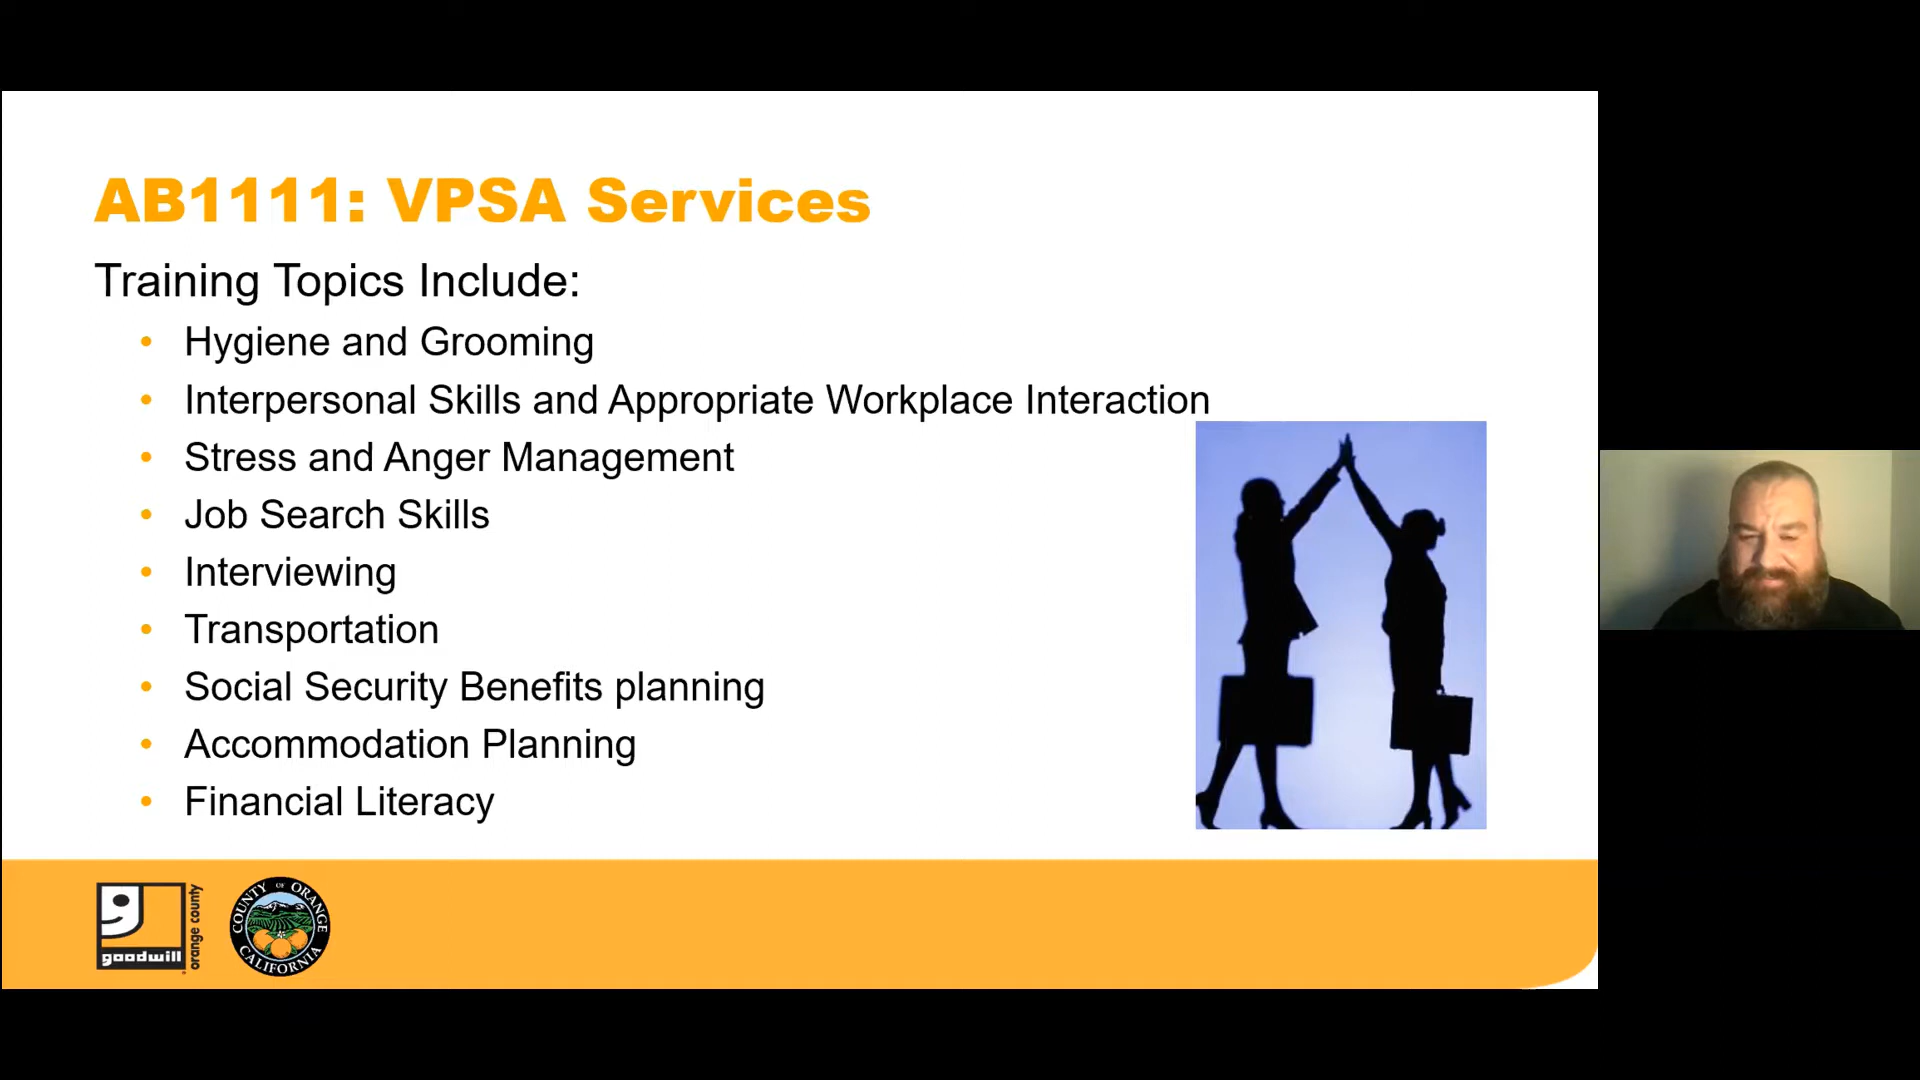 AB1111: VPSA Services
Training Topics Include:
• Hygiene and Grooming
• Interpersonal Skills and Appropriate Workplace Interaction
• Stress and Anger Management
• Job Search Skills
• Interviewing
• Transportation
• Social Security Benefits planning
• Accommodation Planning
• Financial Literacy
goodwill
orange county
COUNTY OF ORANGE
CALIFORNIA